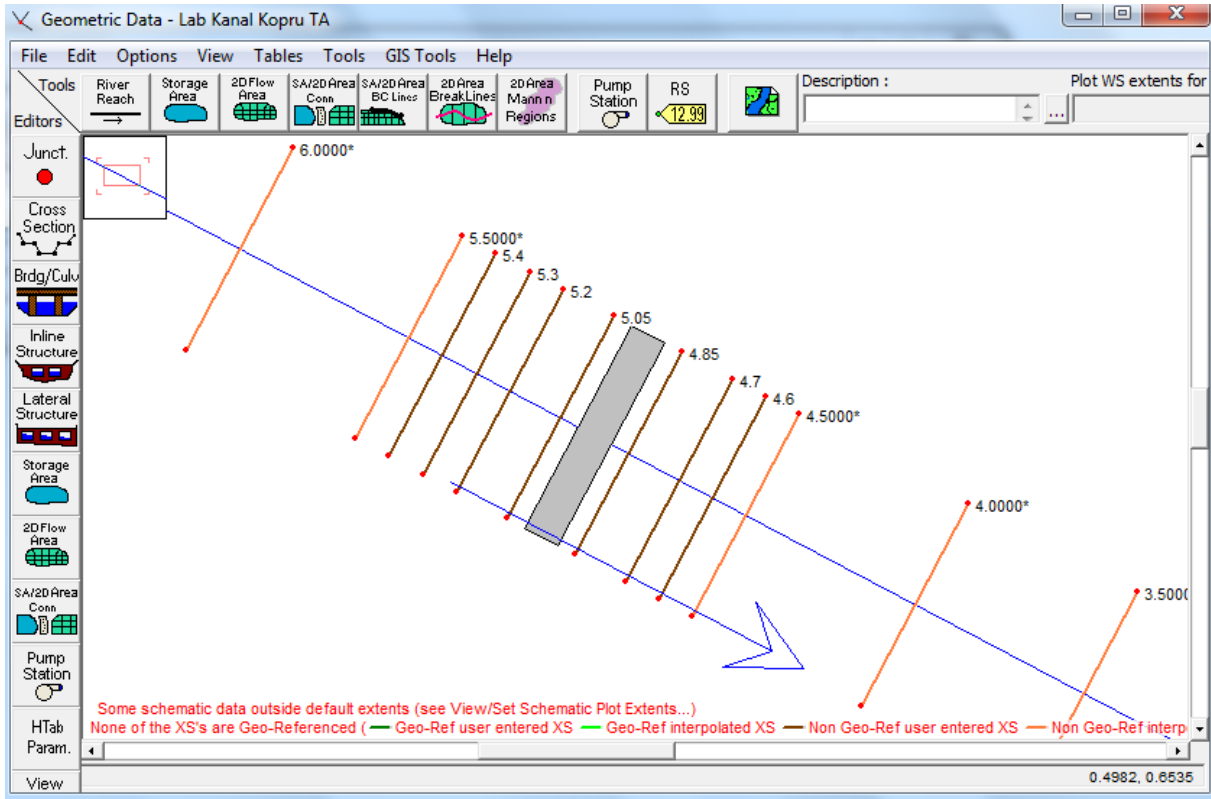 Geometric Data - Lab Kanal Kopru TA
File Edit Options View Tables Tools GIS Tools Help
Tools
Editors
River
Reach
Storage
Area
2D Flow
Area
SA/2D Area
Conn
SA/2D Area
BC Lines
2D Area
BreakLines
2D Area
Mann n
Regions
Pump
Station
RS
12.99
Description :
...
Plot WS extents for
Junct.
Cross
Section
Brdg/Culv
Inline
Structure
Lateral
Structure
Storage
Area
2D Flow
Area
SA/2D Area
Conn
Pump
Station
HTab
Param.
View
6.0000*
5.5000*
5.4
5.3
5.2
5.05
4.85
4.7
4.6
4.5000*
4.0000*
3.5000
Some schematic data outside default extents (see View/Set Schematic Plot Extents...)
None of the XS's are Geo-Referenced ( Geo-Ref user entered XS Geo-Ref interpolated XS Non Geo-Ref user entered XS Non Geo-Ref interp
0.4982, 0.6535